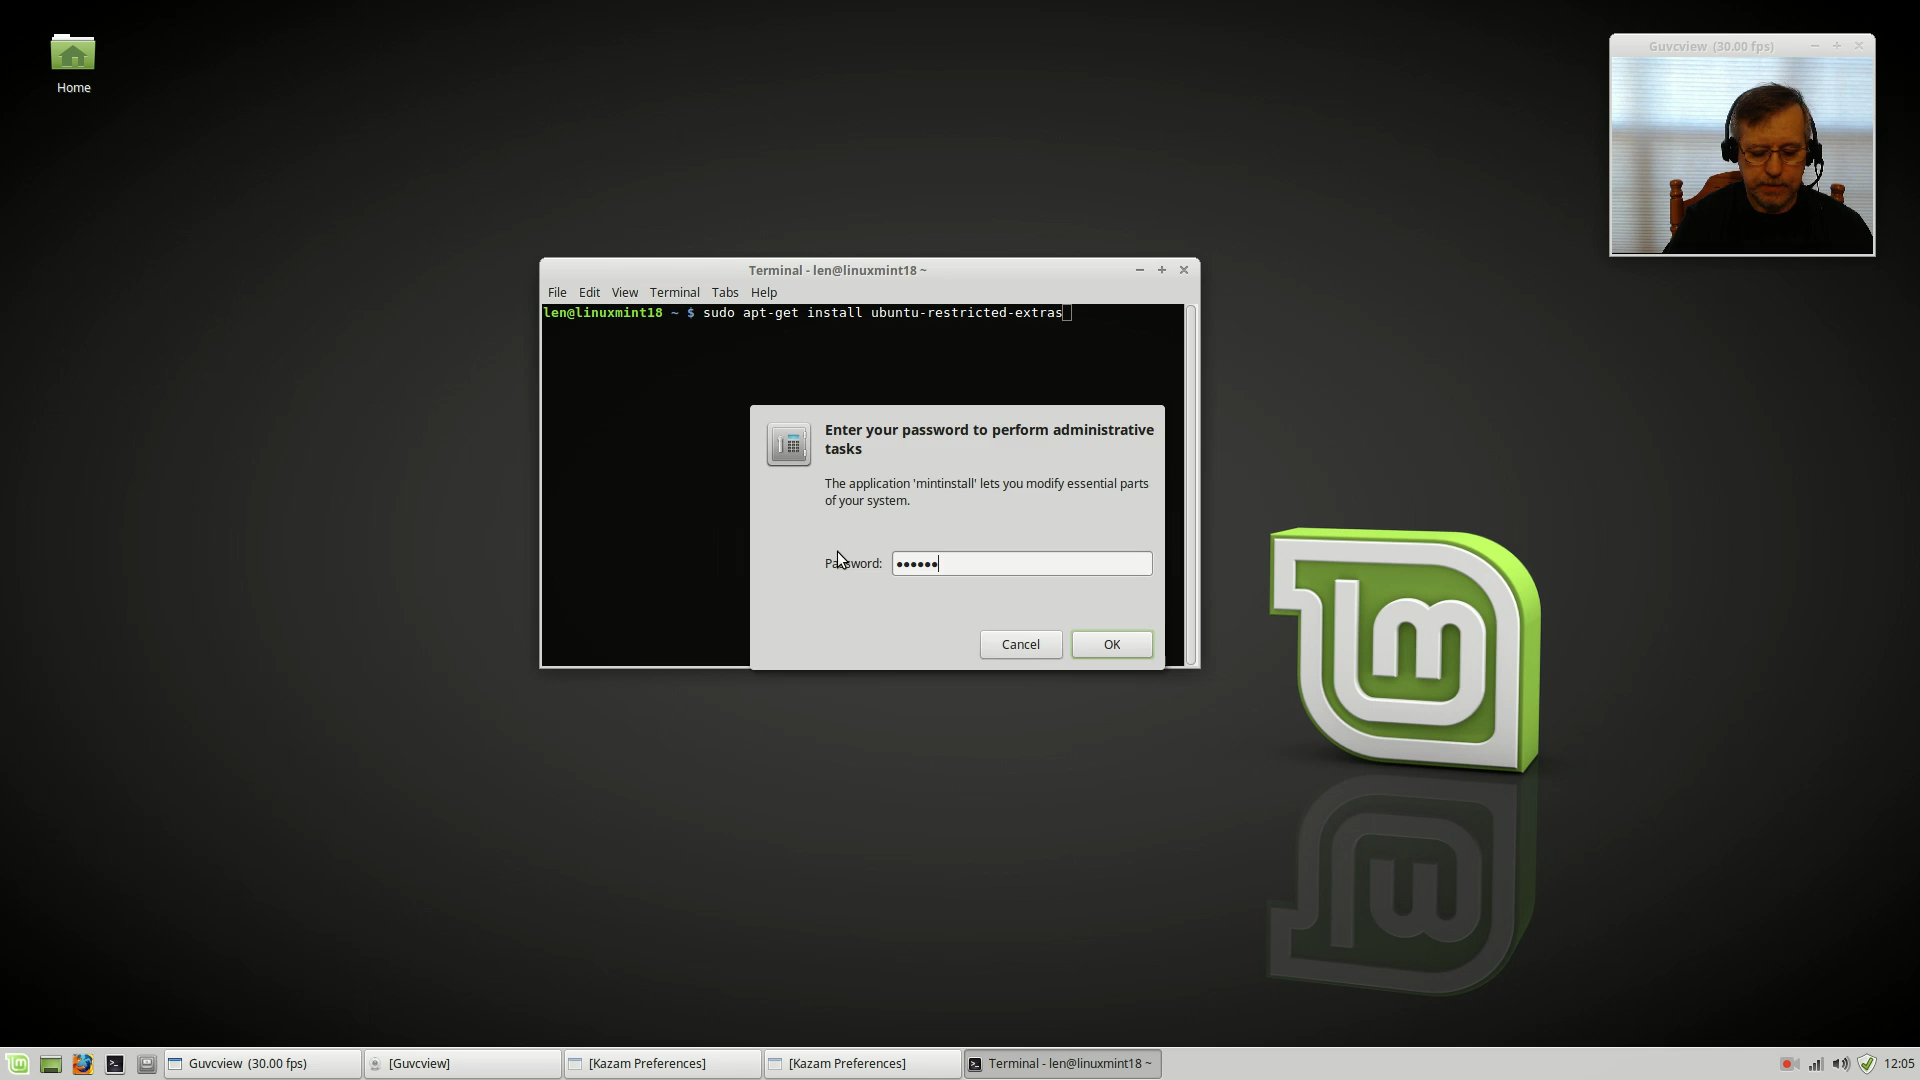 Home
Guvcview (30.00 fps)
Terminal - len@linuxmint18 ~
File Edit View Terminal Tabs Help
len@linuxmint18 ~ $ sudo apt-get install ubuntu-restricted-extras
Enter your password to perform administrative
tasks
The application 'mintinstall' lets you modify essential parts
of your system.
Password: ••••••
Cancel OK
Guvcview (30.00 fps) [Guvcview] [Kazam Preferences] [Kazam Preferences] Terminal - len@linuxmint18 ~ 12:05